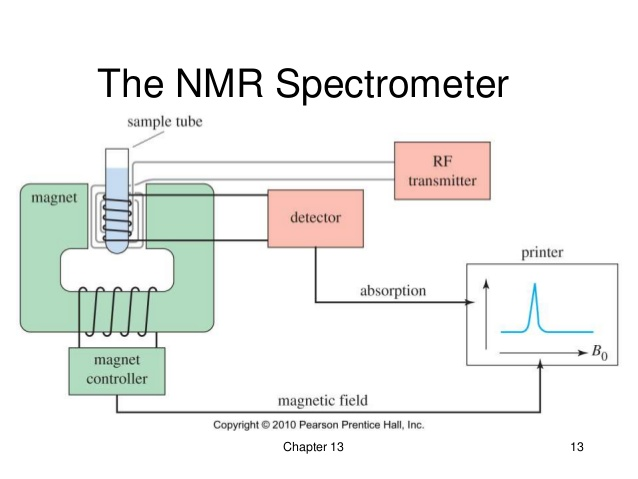 The NMR Spectrometer
sample tube
RF
transmitter
magnet
detector
printer
absorption
B0
magnet
controller
magnetic field
Copyright © 2010 Pearson Prentice Hall, Inc.
Chapter 13
13